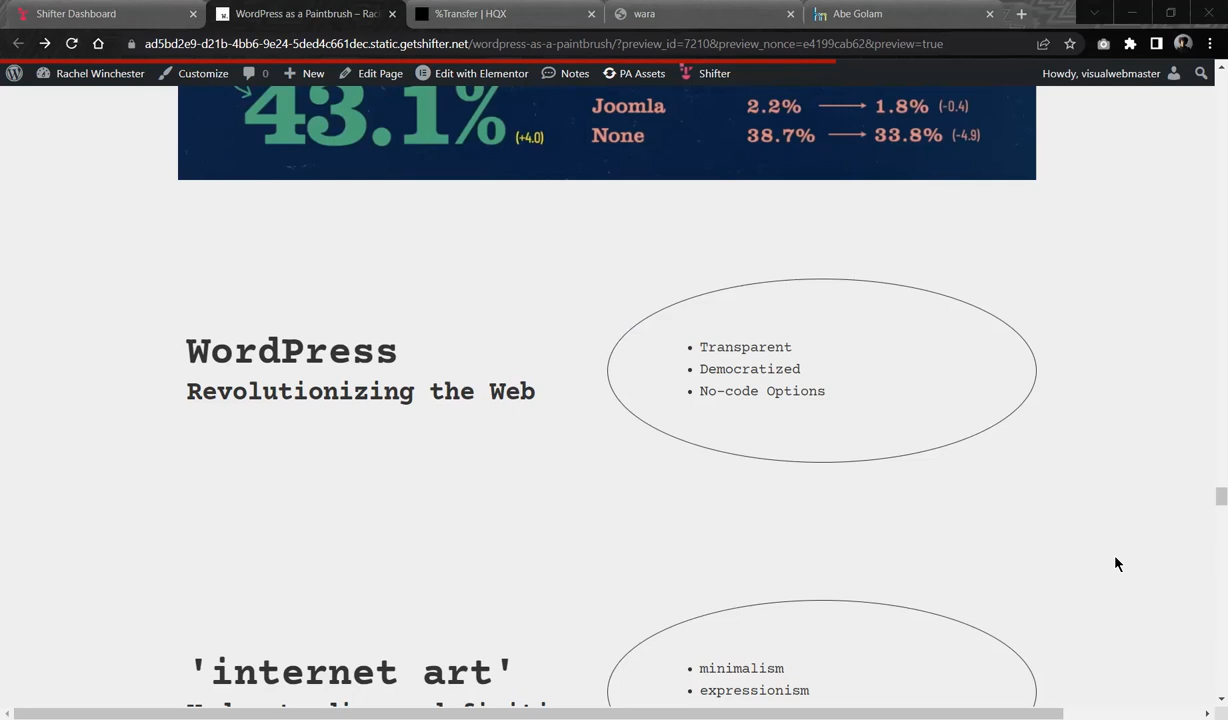 Shifter Dashboard
WordPress as a Paintbrush – Rac
%Transfer | HQX
wara
Abe Golam
ad5bd2e9-d21b-4bb6-9e24-5ded4c661dec.static.getshifter.net/wordpress-as-a-paintbrush/?preview_id=7210&preview_nonce=e4199cab62&preview=true
Rachel Winchester Customize 0 New Edit Page Edit with Elementor Notes PA Assets Shifter Howdy, visualwebmaster
43.1% (+4.0)
Joomla 2.2% → 1.8% (-0.4)
None 38.7% → 33.8% (-4.9)
WordPress
Revolutionizing the Web
• Transparent
• Democratized
• No-code Options
'internet art'
• minimalism
• expressionism